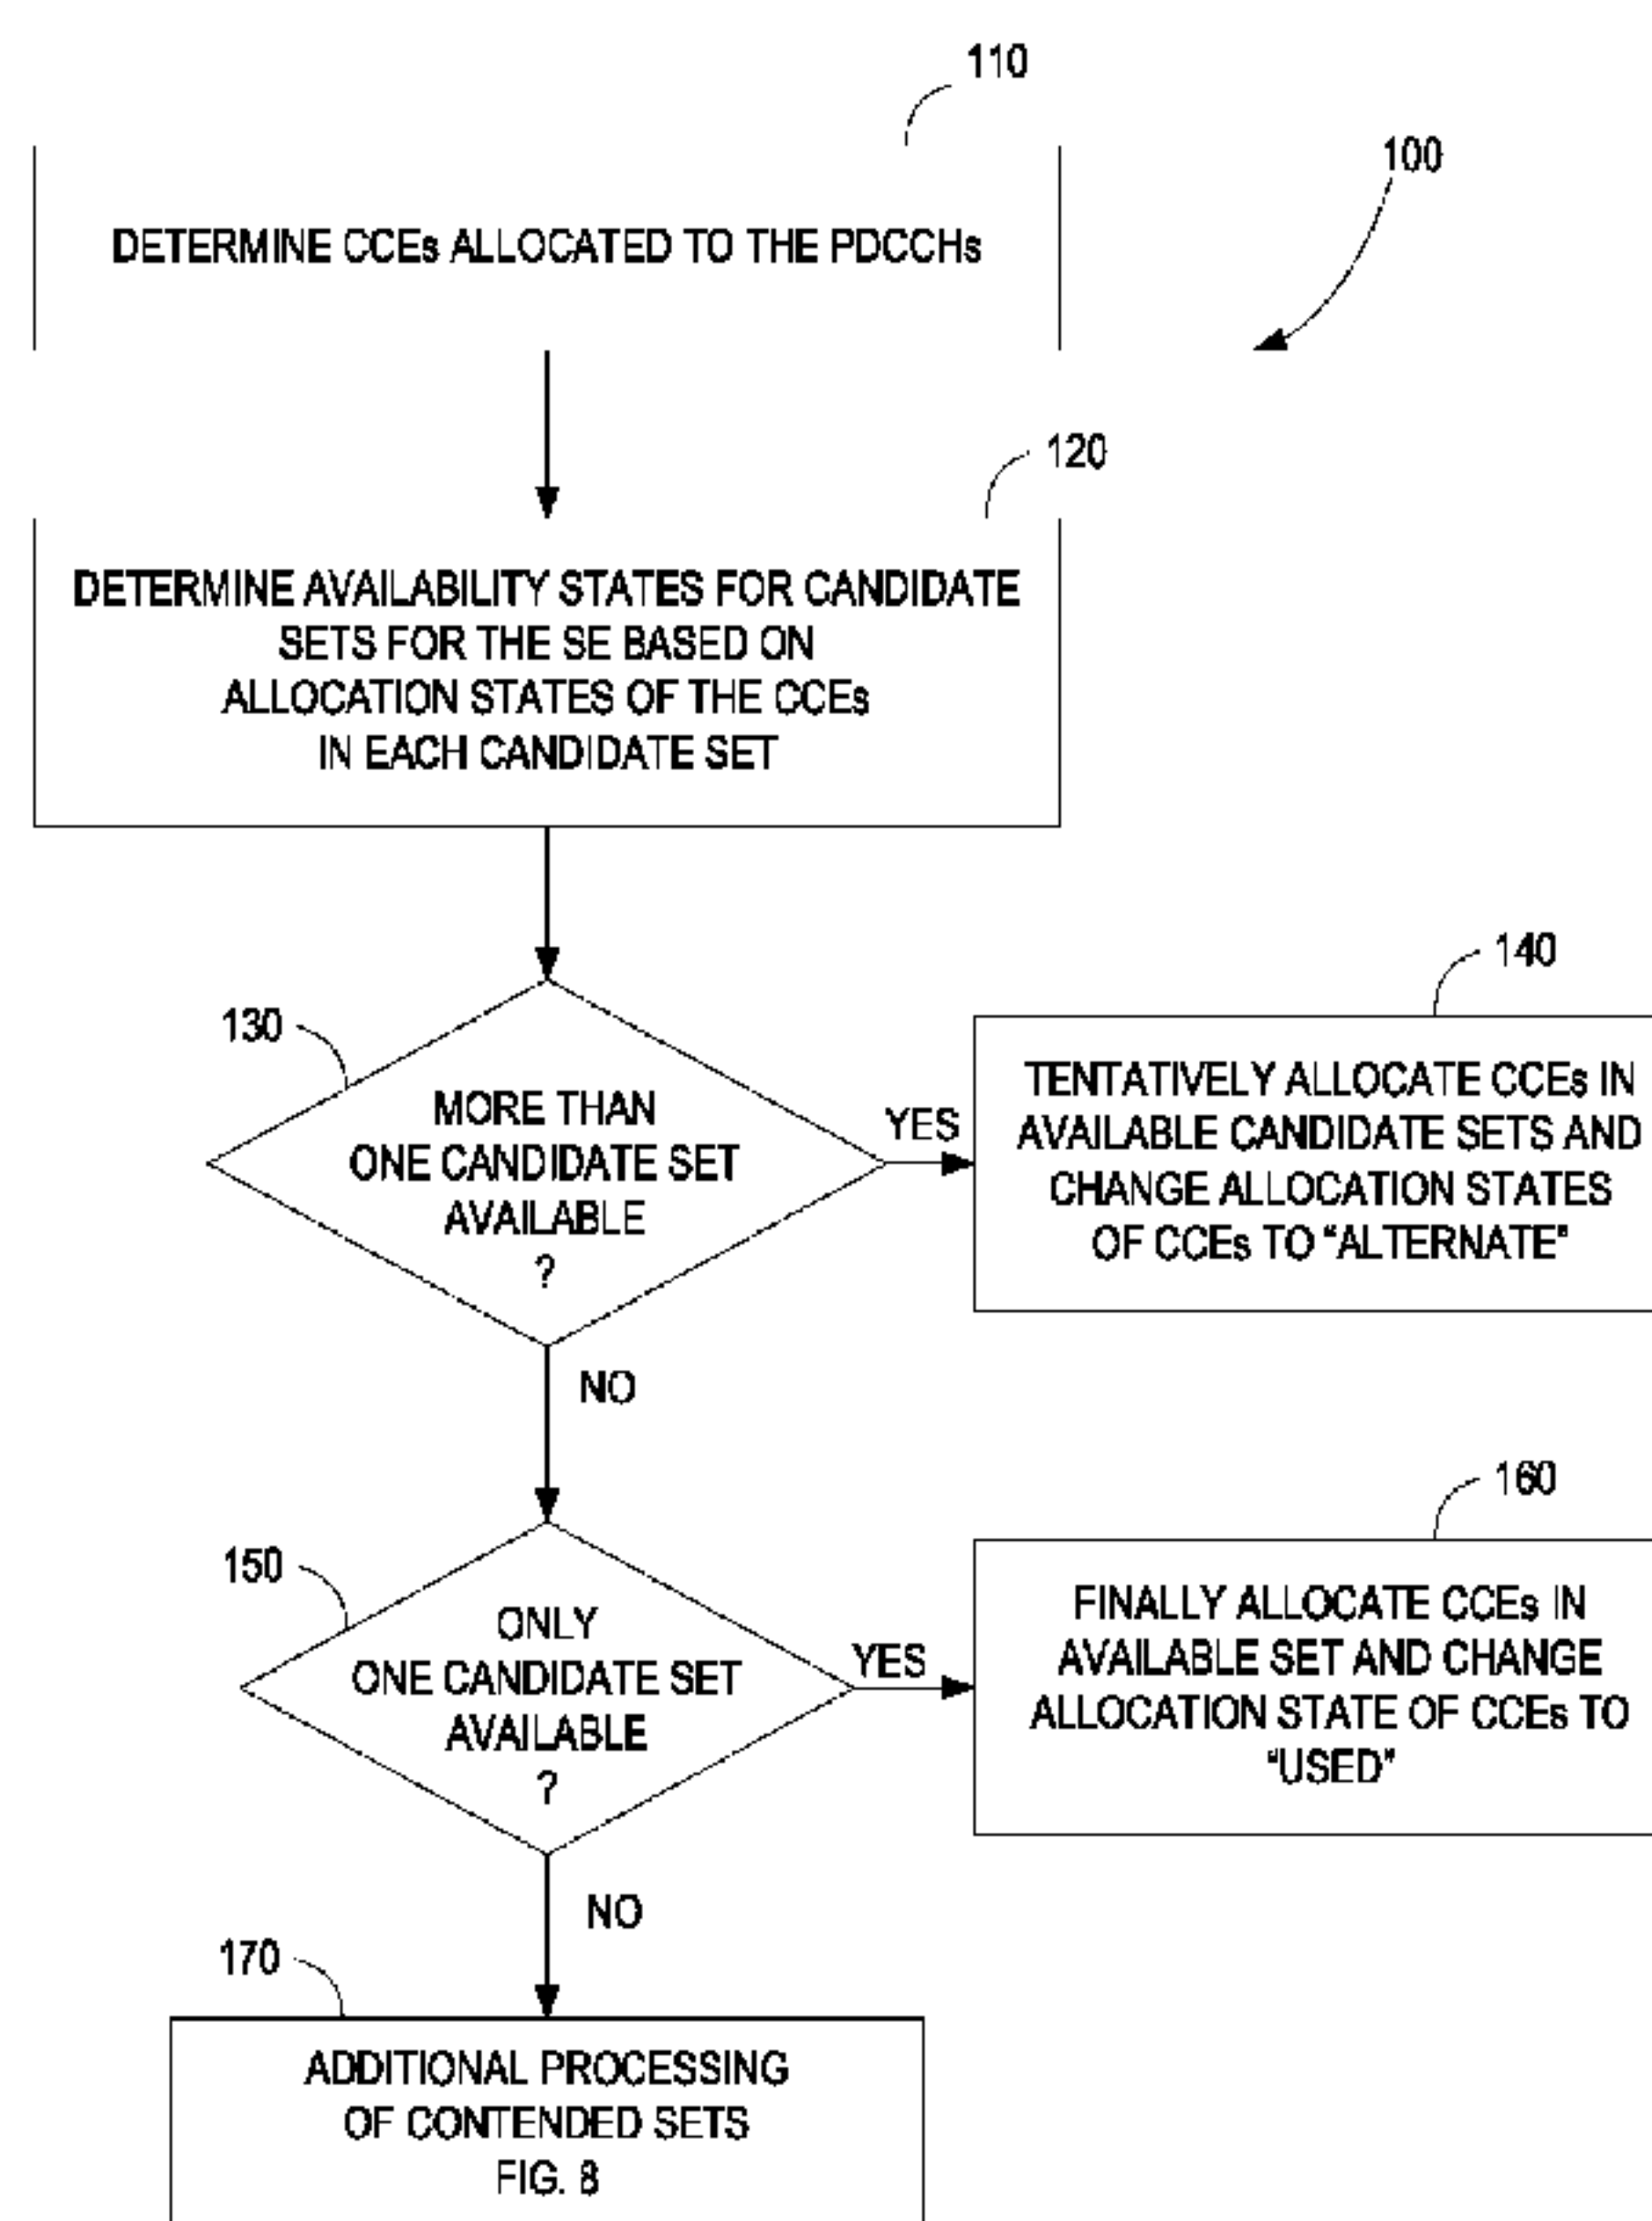 110
100
DETERMINE CCEs ALLOCATED TO THE PDCCHs
120
DETERMINE AVAILABILITY STATES FOR CANDIDATE
SETS FOR THE SE BASED ON
ALLOCATION STATES OF THE CCEs
IN EACH CANDIDATE SET
130
MORE THAN
ONE CANDIDATE SET
AVAILABLE
?
YES
140
TENTATIVELY ALLOCATE CCEs IN
AVAILABLE CANDIDATE SETS AND
CHANGE ALLOCATION STATES
OF CCEs TO “ALTERNATE”
NO
150
ONLY
ONE CANDIDATE SET
AVAILABLE
?
YES
160
FINALLY ALLOCATE CCEs IN
AVAILABLE SET AND CHANGE
ALLOCATION STATE OF CCEs TO
“USED”
NO
170
ADDITIONAL PROCESSING
OF CONTENDED SETS
FIG. 8